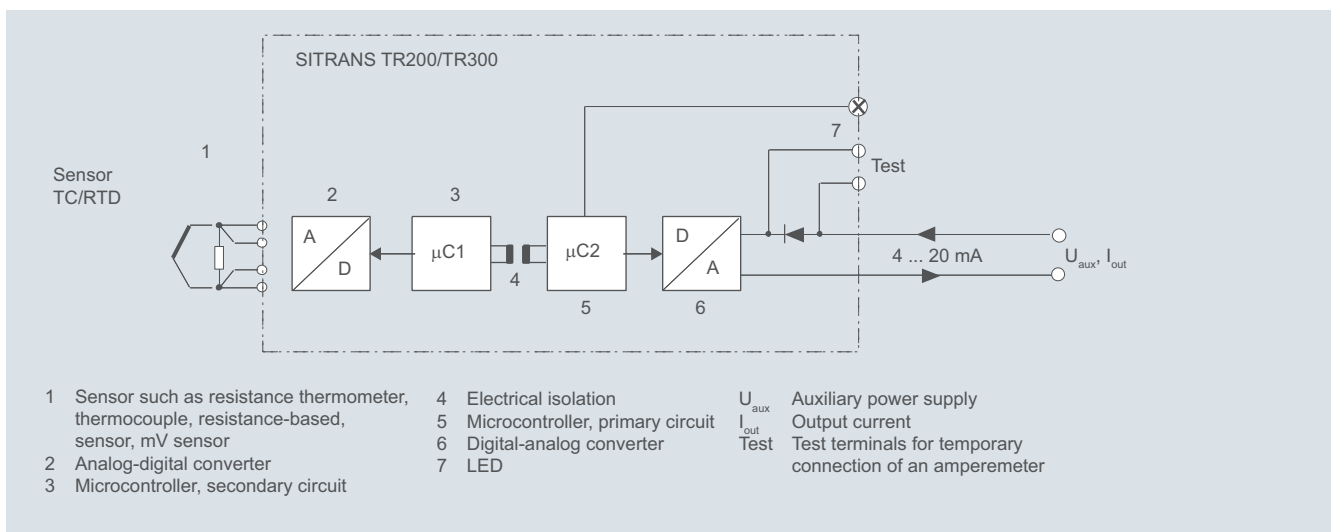 SITRANS TR200/TR300
7
1
Test
Sensor
TC/RTD
2
3
A
D
μC1
μC2
D
A
4
4 ... 20 mA
Uaux, Iout
5
6
1 Sensor such as resistance thermometer,
thermocouple, resistance-based,
sensor, mV sensor
2 Analog-digital converter
3 Microcontroller, secondary circuit
4 Electrical isolation
5 Microcontroller, primary circuit
6 Digital-analog converter
7 LED
Uaux Auxiliary power supply
Iout Output current
Test Test terminals for temporary
connection of an amperemeter